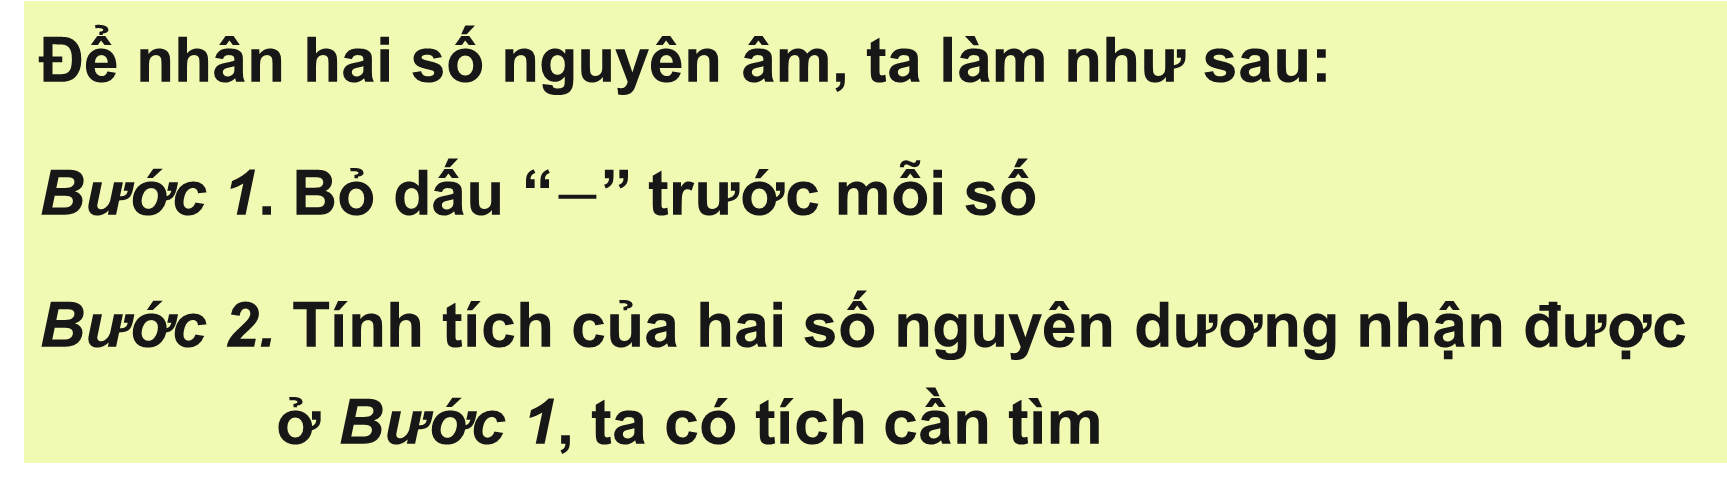 Để nhân hai số nguyên âm, ta làm như sau:
Bước 1. Bỏ dấu “−” trước mỗi số
Bước 2. Tính tích của hai số nguyên dương nhận được
ở Bước 1, ta có tích cần tìm